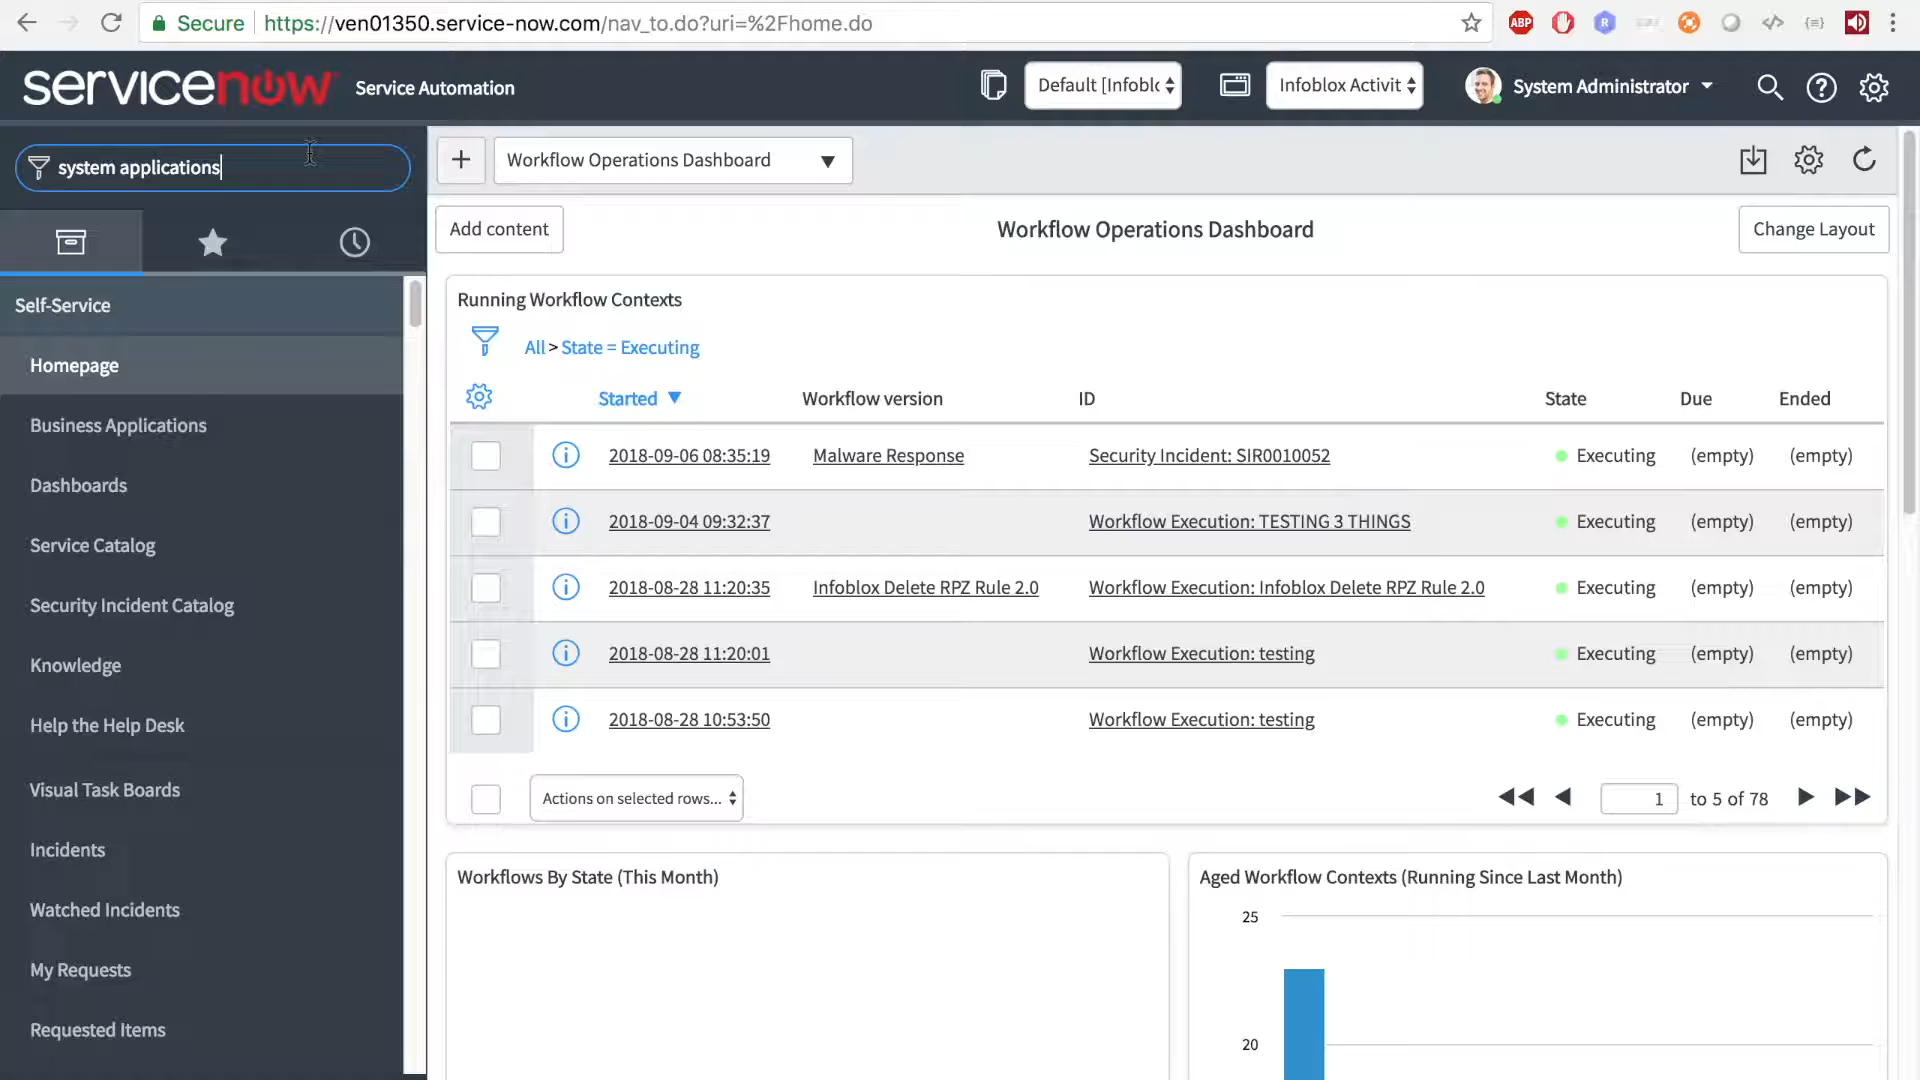 Secure
https://ven01350.service-now.com/nav_to.do?uri=%2Fhome.do
ABP
R
servicenow
Service Automation
Default [Infoblc
Infoblox Activit
System Administrator
system applications
Self-Service
Homepage
Business Applications
Dashboards
Service Catalog
Security Incident Catalog
Knowledge
Help the Help Desk
Visual Task Boards
Incidents
Watched Incidents
My Requests
Requested Items
Workflow Operations Dashboard
Add content
Workflow Operations Dashboard
Change Layout
Running Workflow Contexts
All > State = Executing
Started Workflow version ID State Due Ended
2018-09-06 08:35:19 Malware Response Security Incident: SIR0010052 Executing (empty) (empty)
2018-09-04 09:32:37 Workflow Execution: TESTING 3 THINGS Executing (empty) (empty)
2018-08-28 11:20:35 Infoblox Delete RPZ Rule 2.0 Workflow Execution: Infoblox Delete RPZ Rule 2.0 Executing (empty) (empty)
2018-08-28 11:20:01 Workflow Execution: testing Executing (empty) (empty)
2018-08-28 10:53:50 Workflow Execution: testing Executing (empty) (empty)
Actions on selected rows...
1 to 5 of 78
Workflows By State (This Month)
Aged Workflow Contexts (Running Since Last Month)
25
20